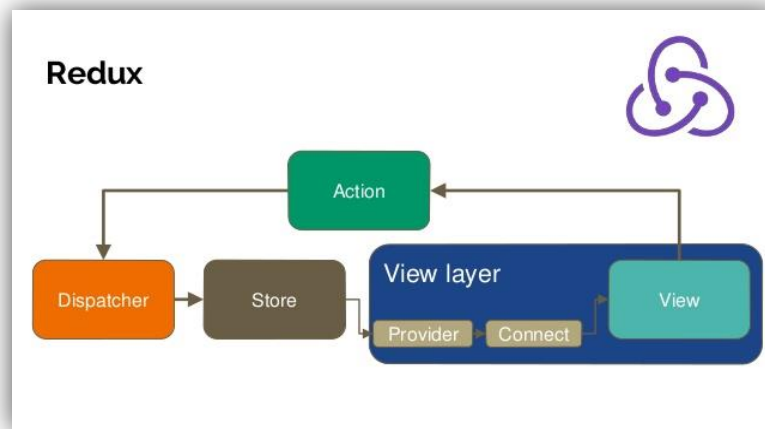 Redux
Action
Dispatcher
Store
View layer
Provider
Connect
View